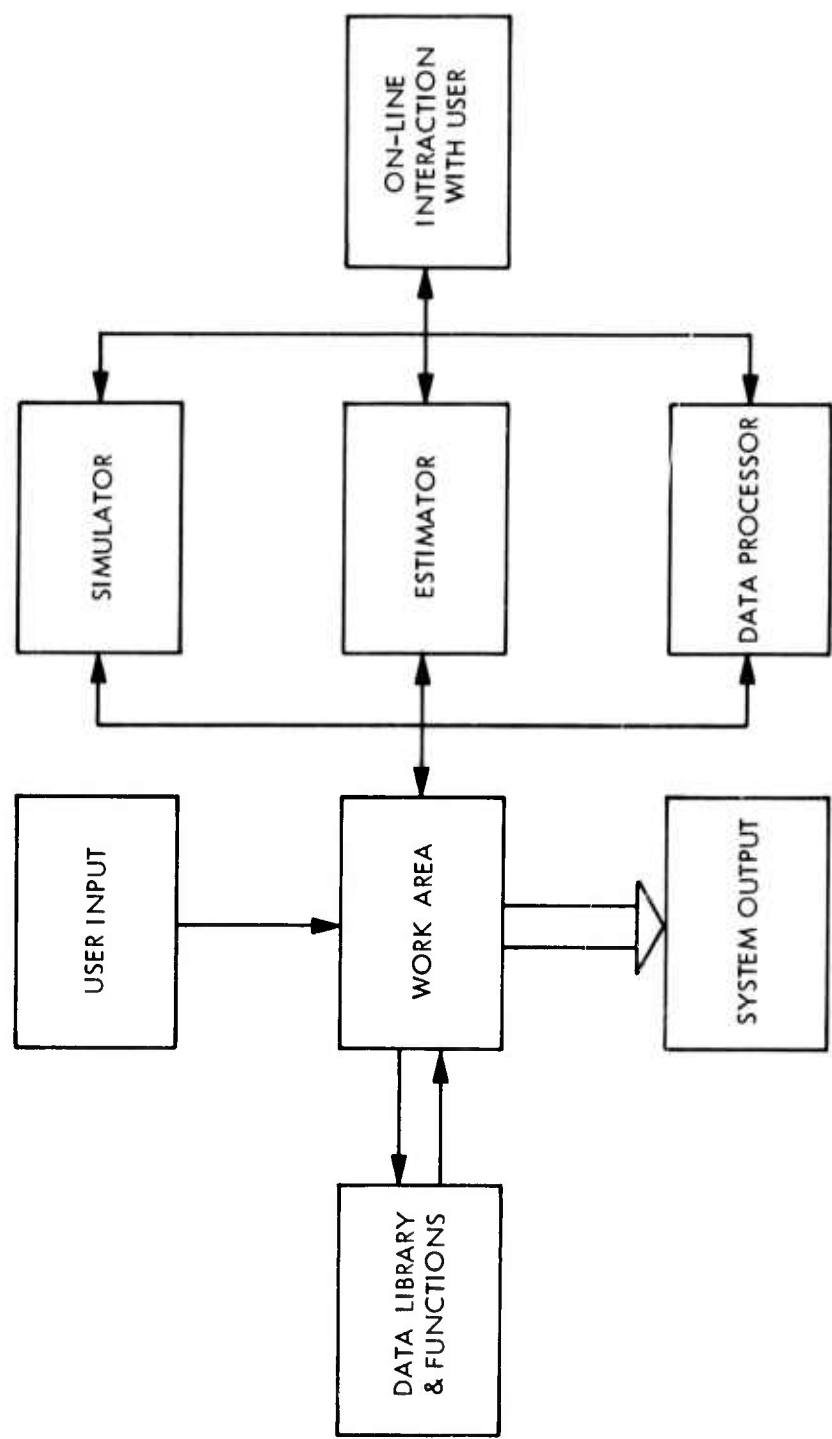 USER INPUT
SIMULATOR
DATA LIBRARY
& FUNCTIONS
WORK AREA
ESTIMATOR
ON-LINE
INTERACTION
WITH USER
SYSTEM OUTPUT
DATA PROCESSOR